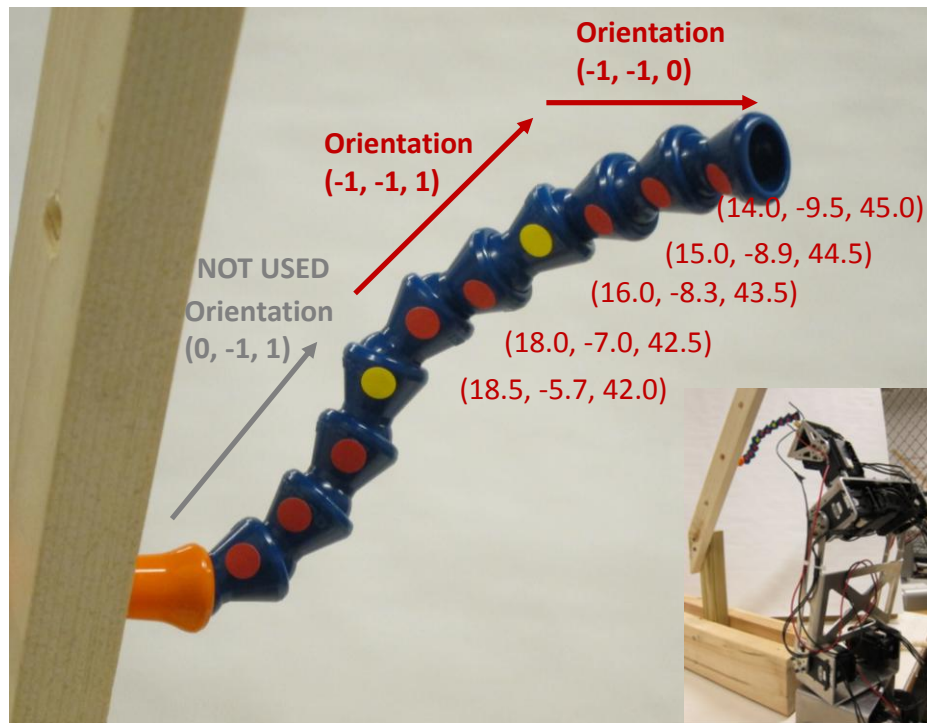 Orientation
(-1, -1, 0)
Orientation
(-1, -1, 1)
NOT USED
Orientation
(0, -1, 1)
(14.0, -9.5, 45.0)
(15.0, -8.9, 44.5)
(16.0, -8.3, 43.5)
(18.0, -7.0, 42.5)
(18.5, -5.7, 42.0)